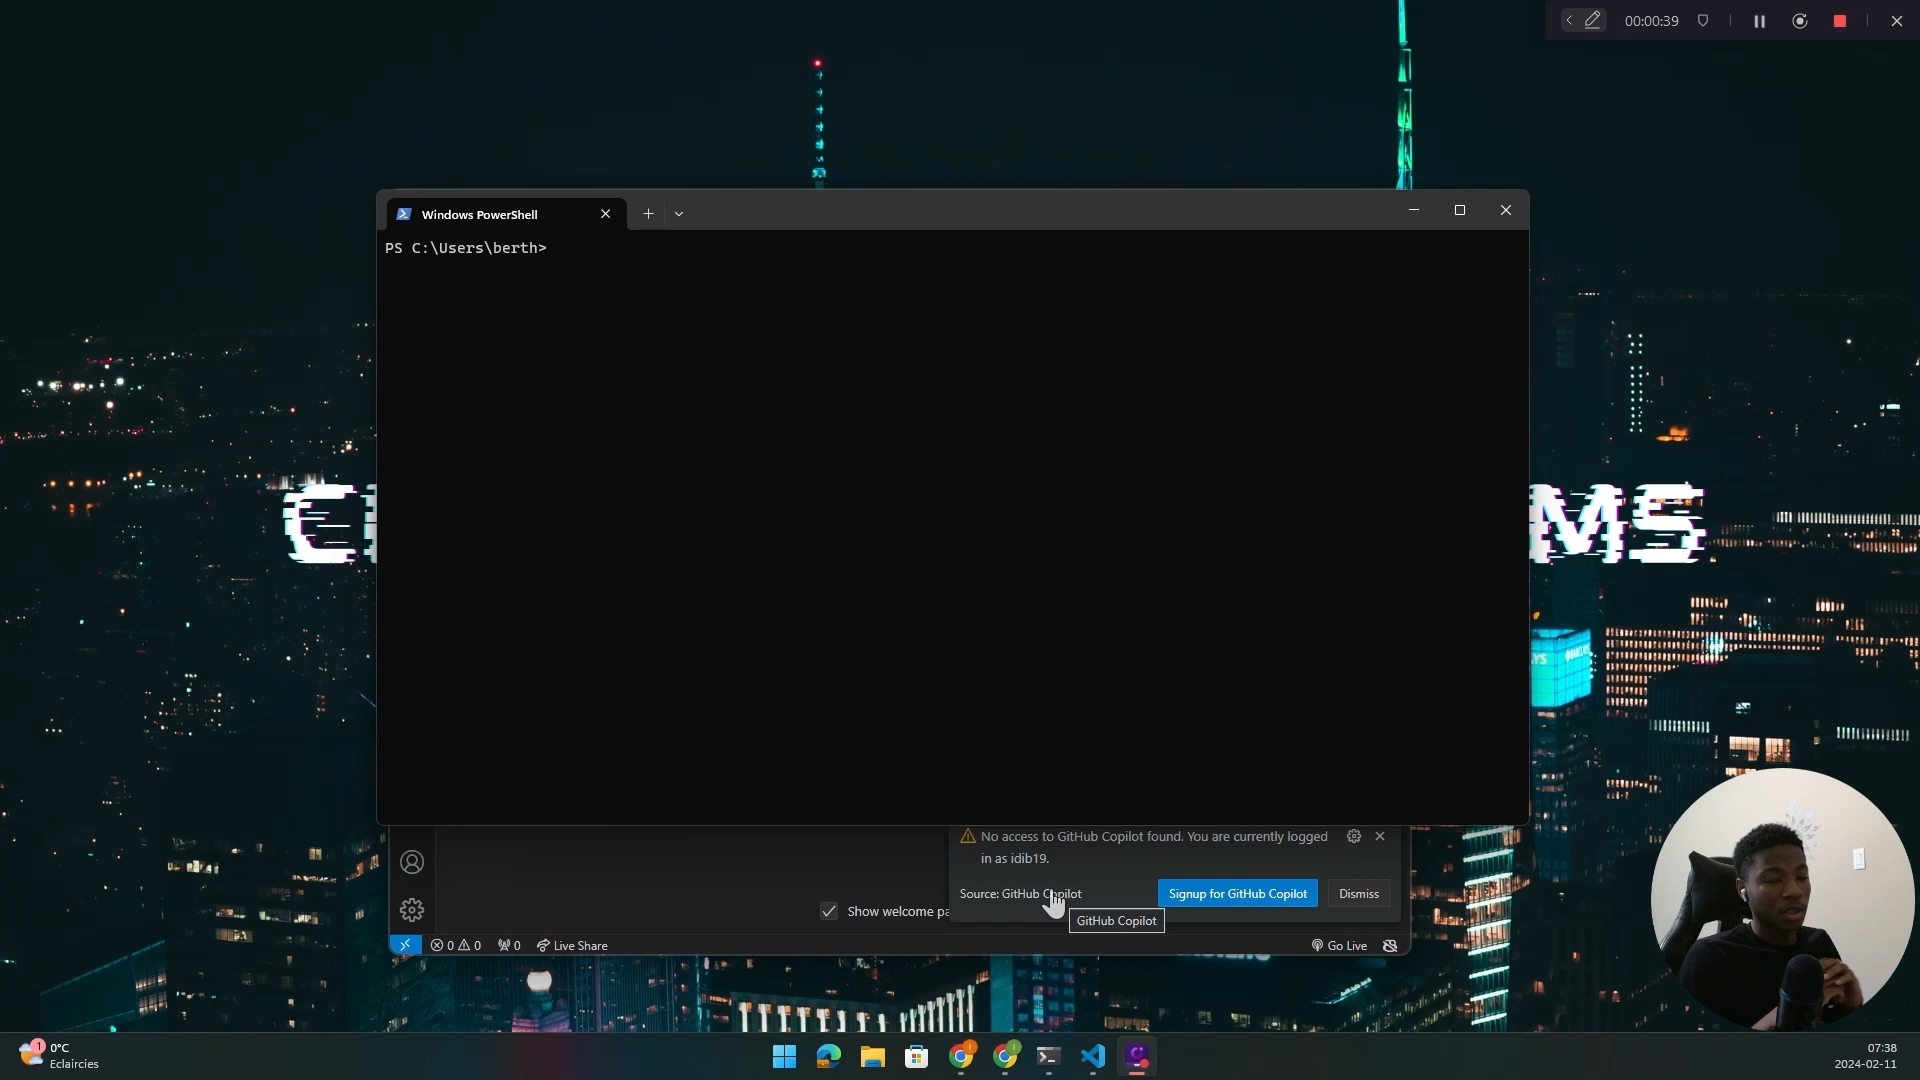 00:00:39
Windows PowerShell
PS C:\Users\berth>
MS
No access to GitHub Copilot found. You are currently logged
in as idib19.
Source: GitHub Copilot
Signup for GitHub Copilot
Dismiss
Show welcome pa
GitHub Copilot
0 0 0 Live Share
Go Live
1
0°C
Eclaircies
07:38
2024-02-11